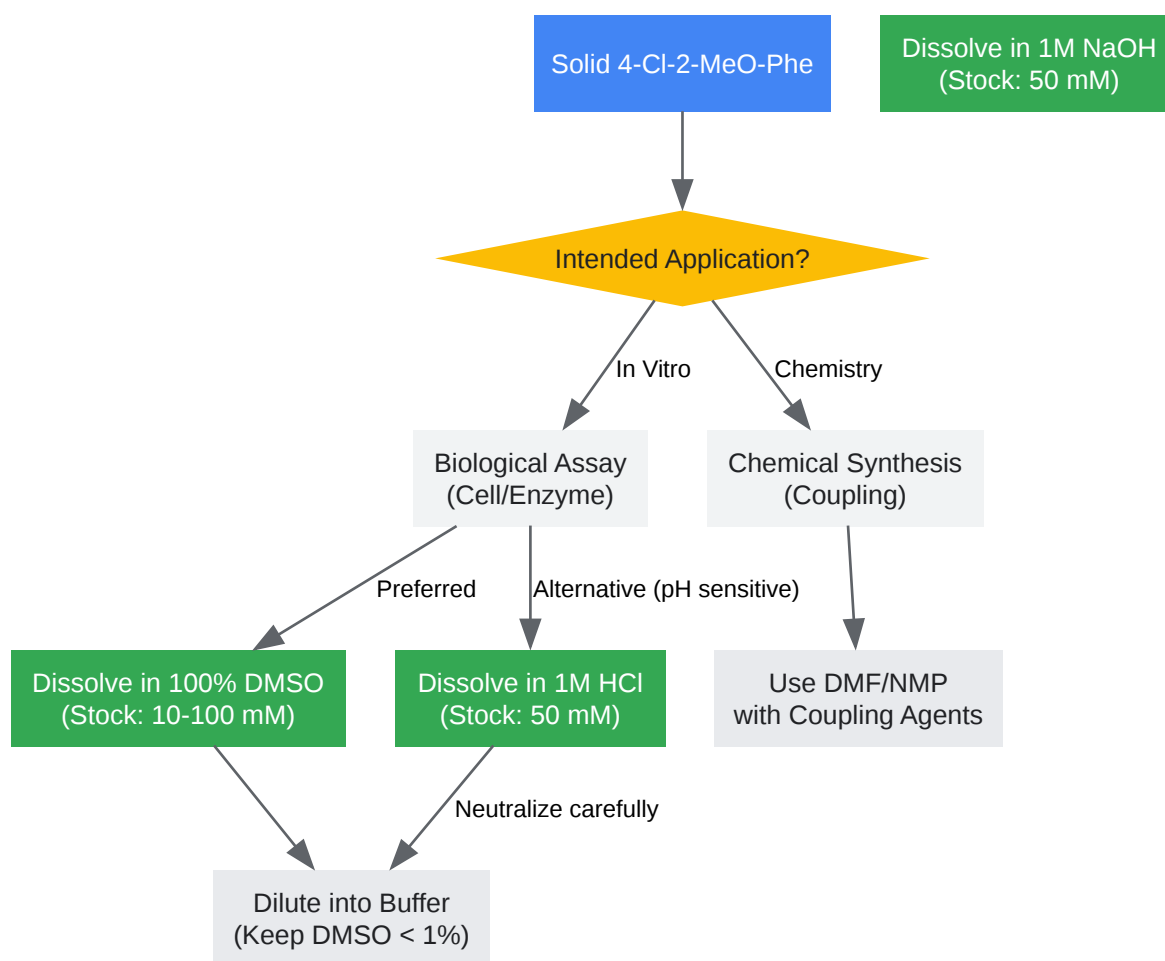 Solid 4-Cl-2-MeO-Phe
Dissolve in 1M NaOH
(Stock: 50 mM)
Intended Application?
In Vitro
Chemistry
Biological Assay
(Cell/Enzyme)
Chemical Synthesis
(Coupling)
Preferred
Alternative (pH sensitive)
Dissolve in 100% DMSO
(Stock: 10-100 mM)
Dissolve in 1M HCl
(Stock: 50 mM)
Use DMF/NMP
with Coupling Agents
Neutralize carefully
Dilute into Buffer
(Keep DMSO < 1%)